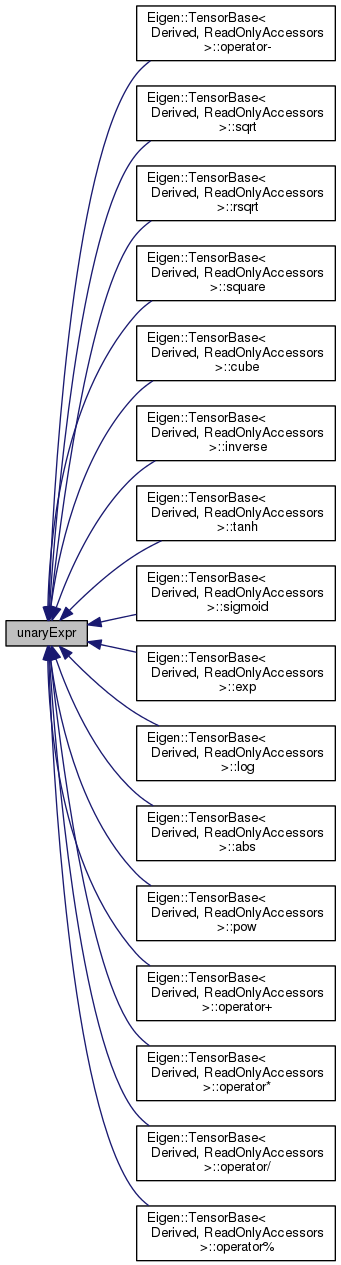 Eigen::TensorBase<
Derived, ReadOnlyAccessors
>::operator-
Eigen::TensorBase<
Derived, ReadOnlyAccessors
>::sqrt
Eigen::TensorBase<
Derived, ReadOnlyAccessors
>::rsqrt
Eigen::TensorBase<
Derived, ReadOnlyAccessors
>::square
Eigen::TensorBase<
Derived, ReadOnlyAccessors
>::cube
Eigen::TensorBase<
Derived, ReadOnlyAccessors
>::inverse
Eigen::TensorBase<
Derived, ReadOnlyAccessors
>::tanh
Eigen::TensorBase<
Derived, ReadOnlyAccessors
>::sigmoid
unaryExpr
Eigen::TensorBase<
Derived, ReadOnlyAccessors
>::exp
Eigen::TensorBase<
Derived, ReadOnlyAccessors
>::log
Eigen::TensorBase<
Derived, ReadOnlyAccessors
>::abs
Eigen::TensorBase<
Derived, ReadOnlyAccessors
>::pow
Eigen::TensorBase<
Derived, ReadOnlyAccessors
>::operator+
Eigen::TensorBase<
Derived, ReadOnlyAccessors
>::operator*
Eigen::TensorBase<
Derived, ReadOnlyAccessors
>::operator/
Eigen::TensorBase<
Derived, ReadOnlyAccessors
>::operator%